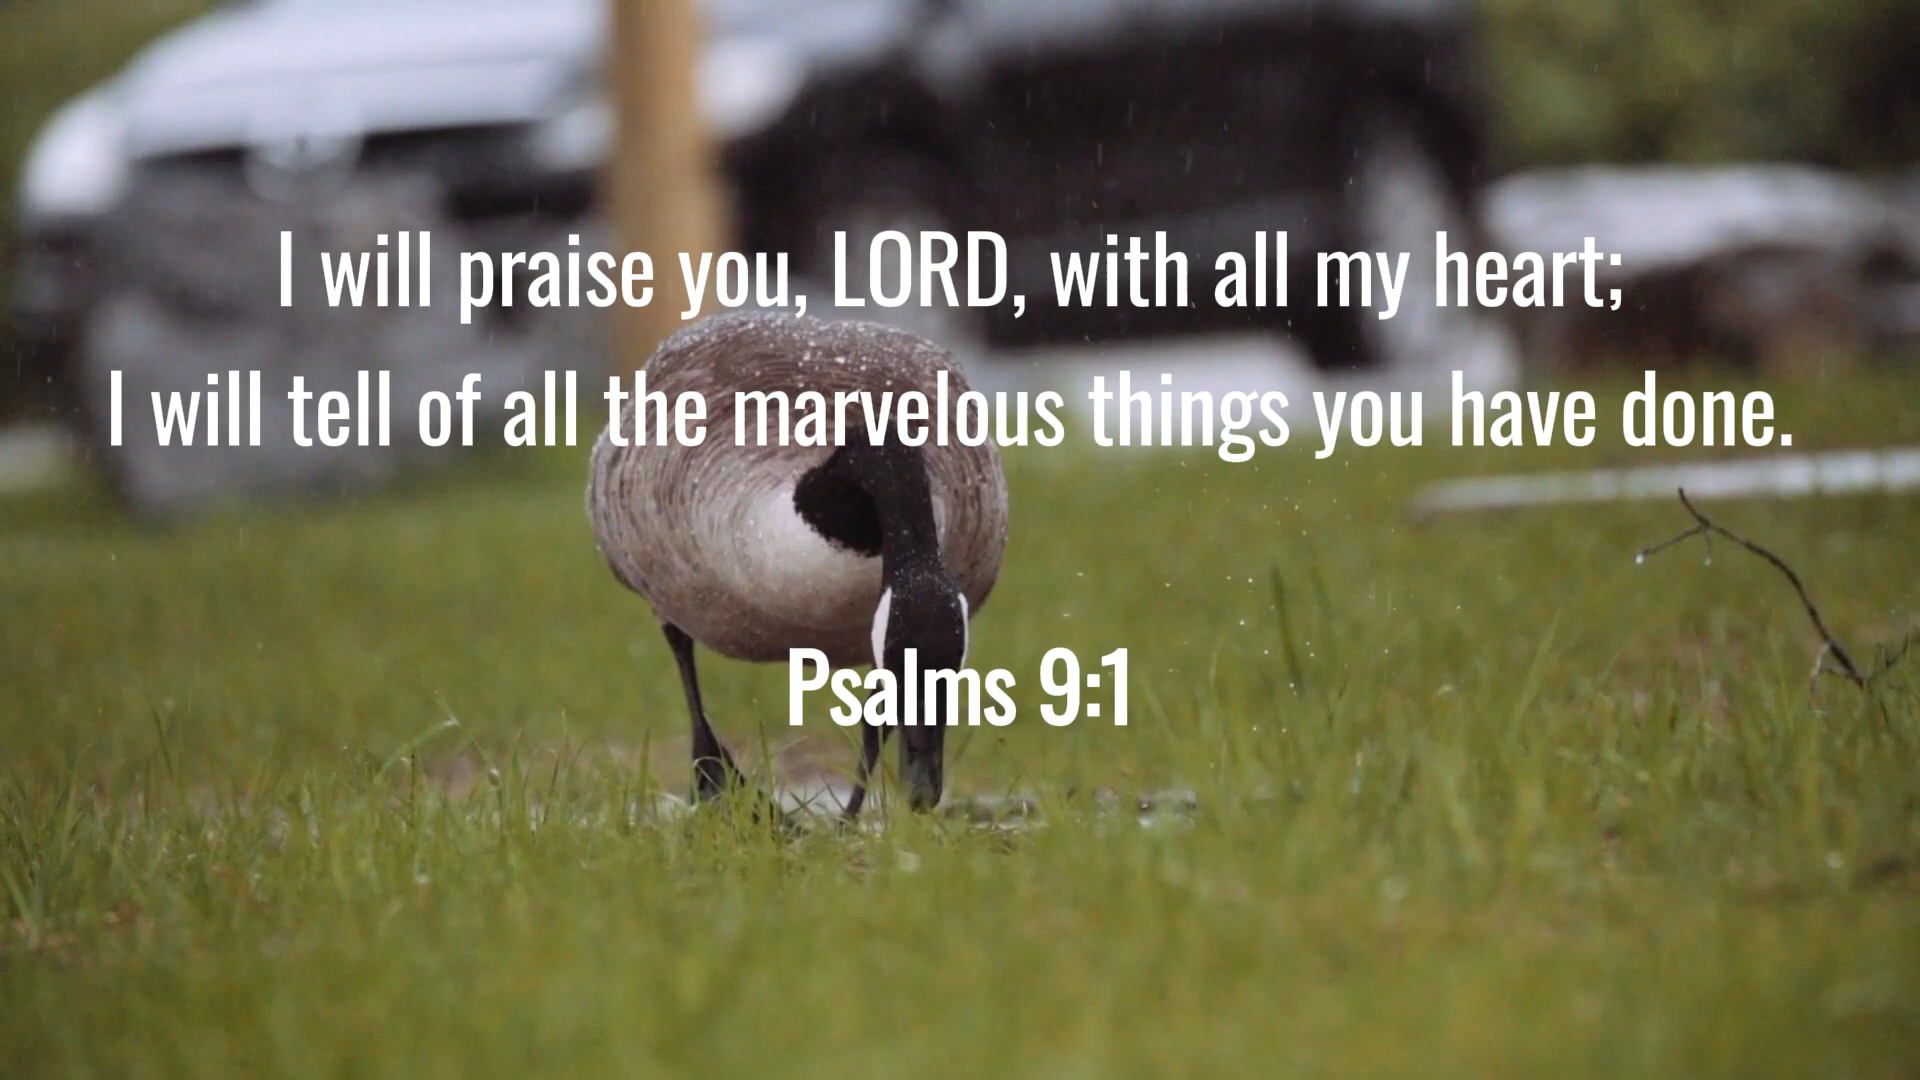 I will praise you, LORD, with all my heart;
I will tell of all the marvelous things you have done.
Psalms 9:1